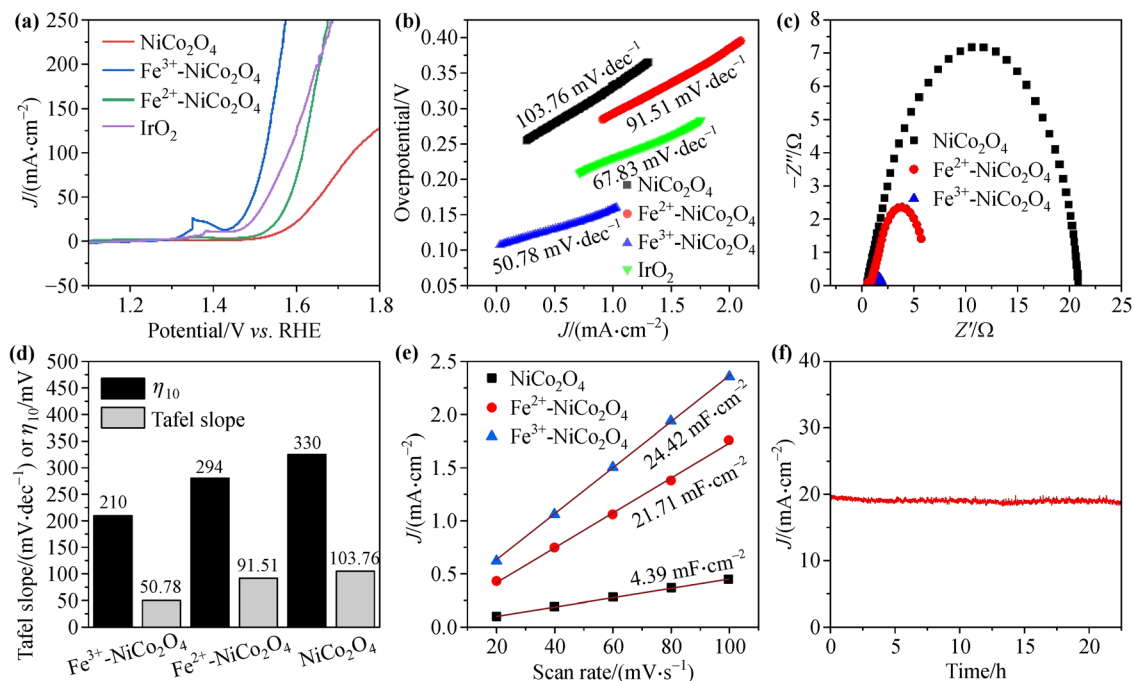 (a)
J/(mA·cm⁻²)
250
200
150
100
50
0
−50
NiCo₂O₄
Fe³⁺-NiCo₂O₄
Fe²⁺-NiCo₂O₄
IrO₂
1.2
1.4
1.6
1.8
Potential/V vs. RHE
(b)
Overpotential/V
0.40
0.35
0.30
0.25
0.20
0.15
0.10
0.05
103.76 mV·dec⁻¹
91.51 mV·dec⁻¹
67.83 mV·dec⁻¹
50.78 mV·dec⁻¹
NiCo₂O₄
Fe²⁺-NiCo₂O₄
Fe³⁺-NiCo₂O₄
IrO₂
0.0
0.5
1.0
1.5
2.0
J/(mA·cm⁻²)
(c)
−Z″/Ω
8
7
6
5
4
3
2
1
0
NiCo₂O₄
Fe²⁺-NiCo₂O₄
Fe³⁺-NiCo₂O₄
0
5
10
15
20
25
Z′/Ω
(d)
Tafel slope/(mV·dec⁻¹) or η₁₀/mV
500
450
400
350
300
250
200
150
100
50
0
η₁₀
Tafel slope
210
50.78
294
91.51
330
103.76
Fe³⁺-NiCo₂O₄
Fe²⁺-NiCo₂O₄
NiCo₂O₄
(e)
J/(mA·cm⁻²)
2.5
2.0
1.5
1.0
0.5
0.0
NiCo₂O₄
Fe²⁺-NiCo₂O₄
Fe³⁺-NiCo₂O₄
24.42 mF·cm⁻²
21.71 mF·cm⁻²
4.39 mF·cm⁻²
20
40
60
80
100
Scan rate/(mV·s⁻¹)
(f)
J/(mA·cm⁻²)
40
30
20
10
0
0
5
10
15
20
Time/h